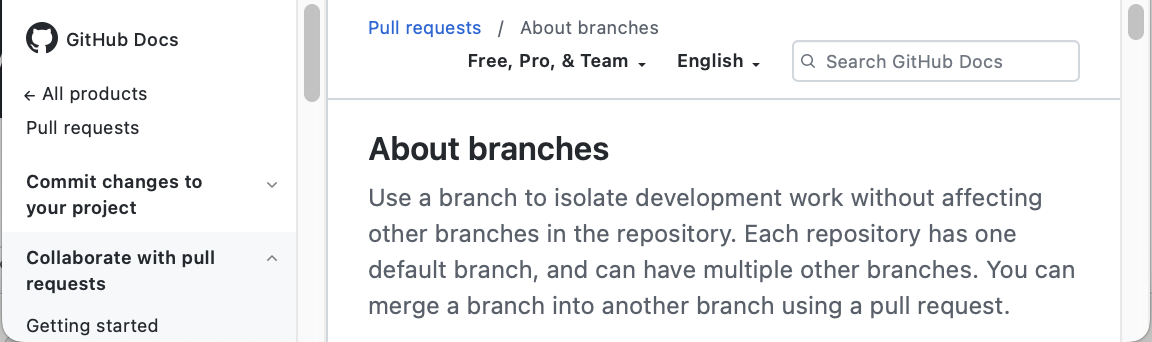 GitHub Docs
← All products
Pull requests
Commit changes to
your project
Collaborate with pull
requests
Getting started
Pull requests / About branches
Free, Pro, & Team English Search GitHub Docs
About branches
Use a branch to isolate development work without affecting
other branches in the repository. Each repository has one
default branch, and can have multiple other branches. You can
merge a branch into another branch using a pull request.